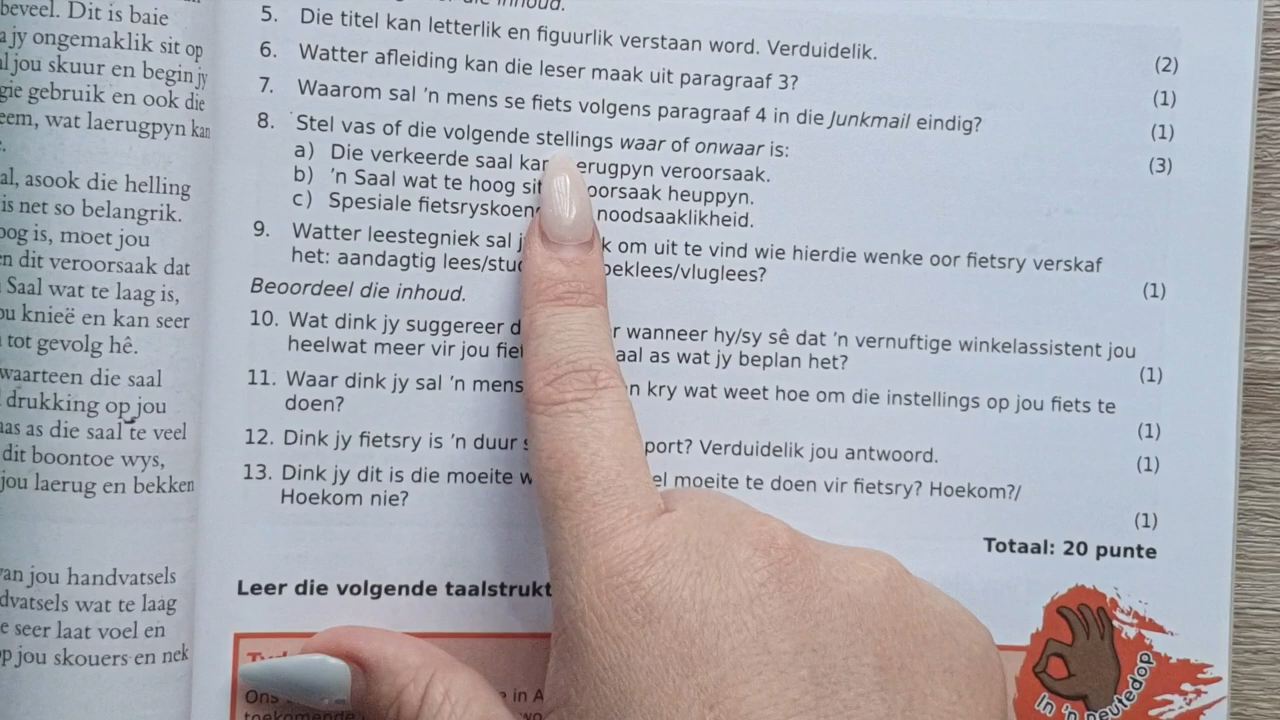 beveel. Dit is baie
a jy ongemaklik sit op
al jou skuur en begin jy
gie gebruik en ook die
eem, wat laerugpyn kan
al, asook die helling
is net so belangrik.
oog is, moet jou
n dit veroorsaak dat
Saal wat te laag is,
ou knieë en kan seer
tot gevolg hê.
waarteen die saal
drukking op jou
as as die saal te veel
dit boontoe wys,
jou laerug en bekken
an jou handvatsels
dvatsels wat te laag
e seer laat voel en
op jou skouers en nek
inhoud.
5. Die titel kan letterlik en figuurlik verstaan word. Verduidelik. (2)
6. Watter afleiding kan die leser maak uit paragraaf 3? (1)
7. Waarom sal 'n mens se fiets volgens paragraaf 4 in die Junkmail eindig? (1)
8. Stel vas of die volgende stellings waar of onwaar is: (3)
a) Die verkeerde saal kan erugpyn veroorsaak.
b) 'n Saal wat te hoog sit oorsaak heuppyn.
c) Spesiale fietsryskoen noodsaaklikheid.
9. Watter leestegniek sal j k om uit te vind wie hierdie wenke oor fietsry verskaf
het: aandagtig lees/stu eeklees/vluglees? (1)
Beoordeel die inhoud.
10. Wat dink jy suggereer d r wanneer hy/sy sê dat 'n vernuftige winkelassistent jou
heelwat meer vir jou fie aal as wat jy beplan het? (1)
11. Waar dink jy sal 'n mens n kry wat weet hoe om die instellings op jou fiets te
doen? (1)
12. Dink jy fietsry is 'n duur s port? Verduidelik jou antwoord. (1)
13. Dink jy dit is die moeite w el moeite te doen vir fietsry? Hoekom?/
Hoekom nie? (1)
Totaal: 20 punte
Leer die volgende taalstrukt
Ons e in A
toekomende wo
In 'n neutedop